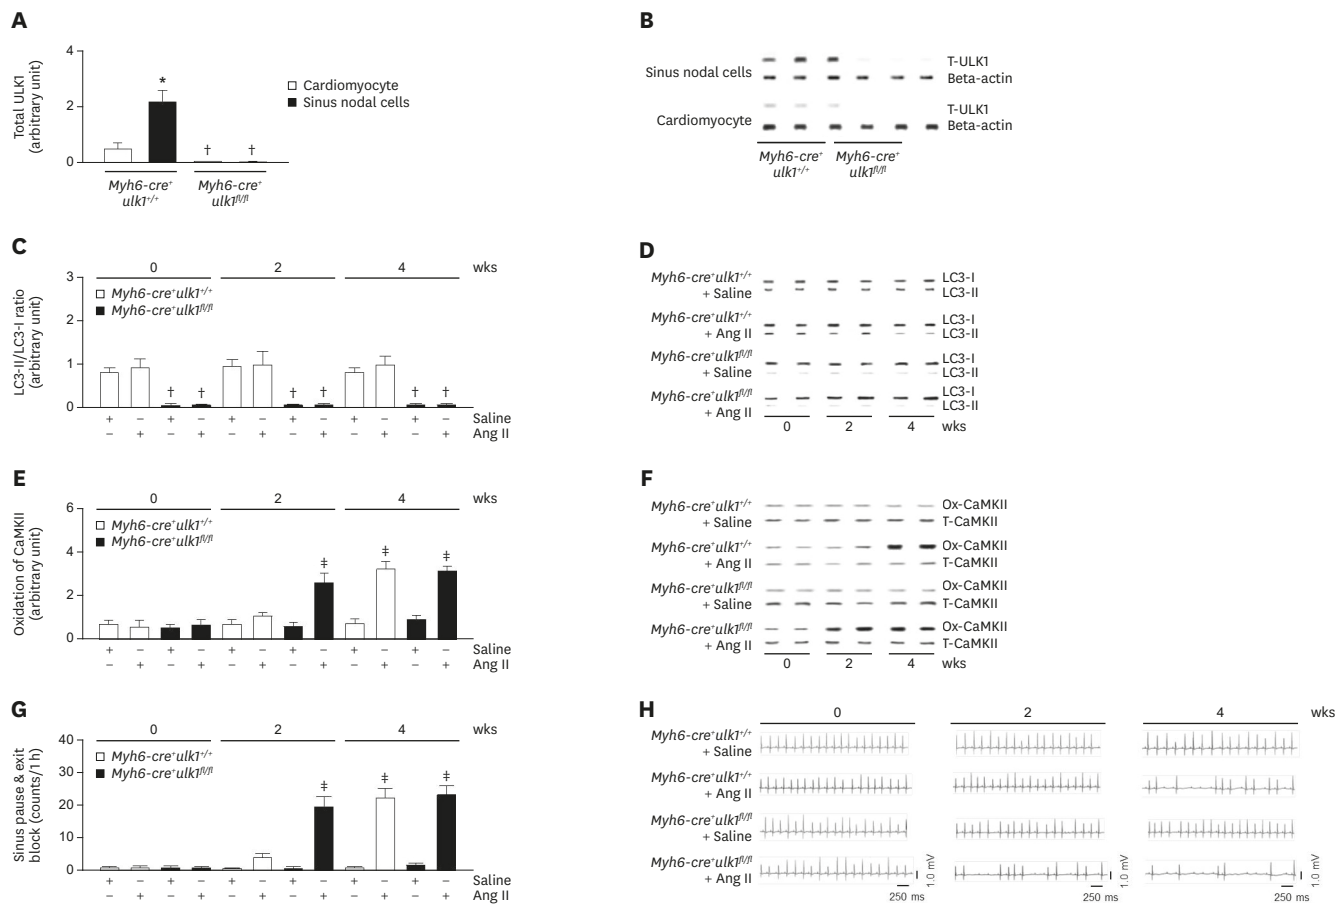 A
Total ULK1
(arbitrary unit)
4
2
0
*
†
†
Cardiomyocyte
Sinus nodal cells
Myh6-cre⁺
ulk1⁺/⁺
Myh6-cre⁺
ulk1ᶠˡ/ᶠˡ
B
Sinus nodal cells
T-ULK1
Beta-actin
Cardiomyocyte
T-ULK1
Beta-actin
Myh6-cre⁺
ulk1⁺/⁺
Myh6-cre⁺
ulk1ᶠˡ/ᶠˡ
C
0 2 4 wks
LC3-II/LC3-I ratio
(arbitrary unit)
3
2
1
0
Myh6-cre⁺ulk1⁺/⁺
Myh6-cre⁺ulk1ᶠˡ/ᶠˡ
† † † † † †
+ – + – + – + – + – + – Saline
– + – + – + – + – + – + Ang II
D
Myh6-cre⁺ulk1⁺/⁺
+ Saline
LC3-I
LC3-II
Myh6-cre⁺ulk1⁺/⁺
+ Ang II
LC3-I
LC3-II
Myh6-cre⁺ulk1ᶠˡ/ᶠˡ
+ Saline
LC3-I
LC3-II
Myh6-cre⁺ulk1ᶠˡ/ᶠˡ
+ Ang II
LC3-I
LC3-II
0 2 4 wks
E
0 2 4 wks
Oxidation of CaMKII
(arbitrary unit)
6
4
2
0
Myh6-cre⁺ulk1⁺/⁺
Myh6-cre⁺ulk1ᶠˡ/ᶠˡ
‡ ‡ ‡
+ – + – + – + – + – + – Saline
– + – + – + – + – + – + Ang II
F
Myh6-cre⁺ulk1⁺/⁺
+ Saline
Ox-CaMKII
T-CaMKII
Myh6-cre⁺ulk1⁺/⁺
+ Ang II
Ox-CaMKII
T-CaMKII
Myh6-cre⁺ulk1ᶠˡ/ᶠˡ
+ Saline
Ox-CaMKII
T-CaMKII
Myh6-cre⁺ulk1ᶠˡ/ᶠˡ
+ Ang II
Ox-CaMKII
T-CaMKII
0 2 4 wks
G
0 2 4 wks
Sinus pause & exit
block (counts/1 h)
40
30
20
10
0
Myh6-cre⁺ulk1⁺/⁺
Myh6-cre⁺ulk1ᶠˡ/ᶠˡ
‡ ‡ ‡
+ – + – + – + – + – + – Saline
– + – + – + – + – + – + Ang II
H
0 2 4 wks
Myh6-cre⁺ulk1⁺/⁺
+ Saline
Myh6-cre⁺ulk1⁺/⁺
+ Ang II
Myh6-cre⁺ulk1ᶠˡ/ᶠˡ
+ Saline
Myh6-cre⁺ulk1ᶠˡ/ᶠˡ
+ Ang II
1.0 mV
1.0 mV
1.0 mV
250 ms
250 ms
250 ms